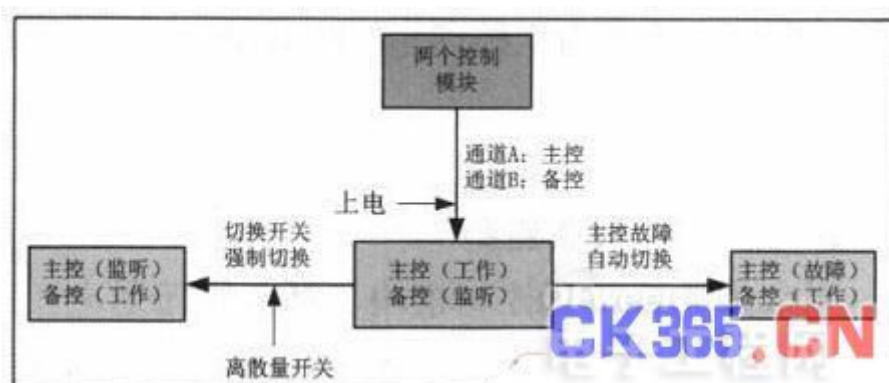 两个控制
模块
通道A：主控
通道B：备控
上电
切换开关
强制切换
主控故障
自动切换
主控（监听）
备控（工作）
主控（工作）
备控（监听）
主控（故障）
备控（工作）
离散量开关
CK365.CN